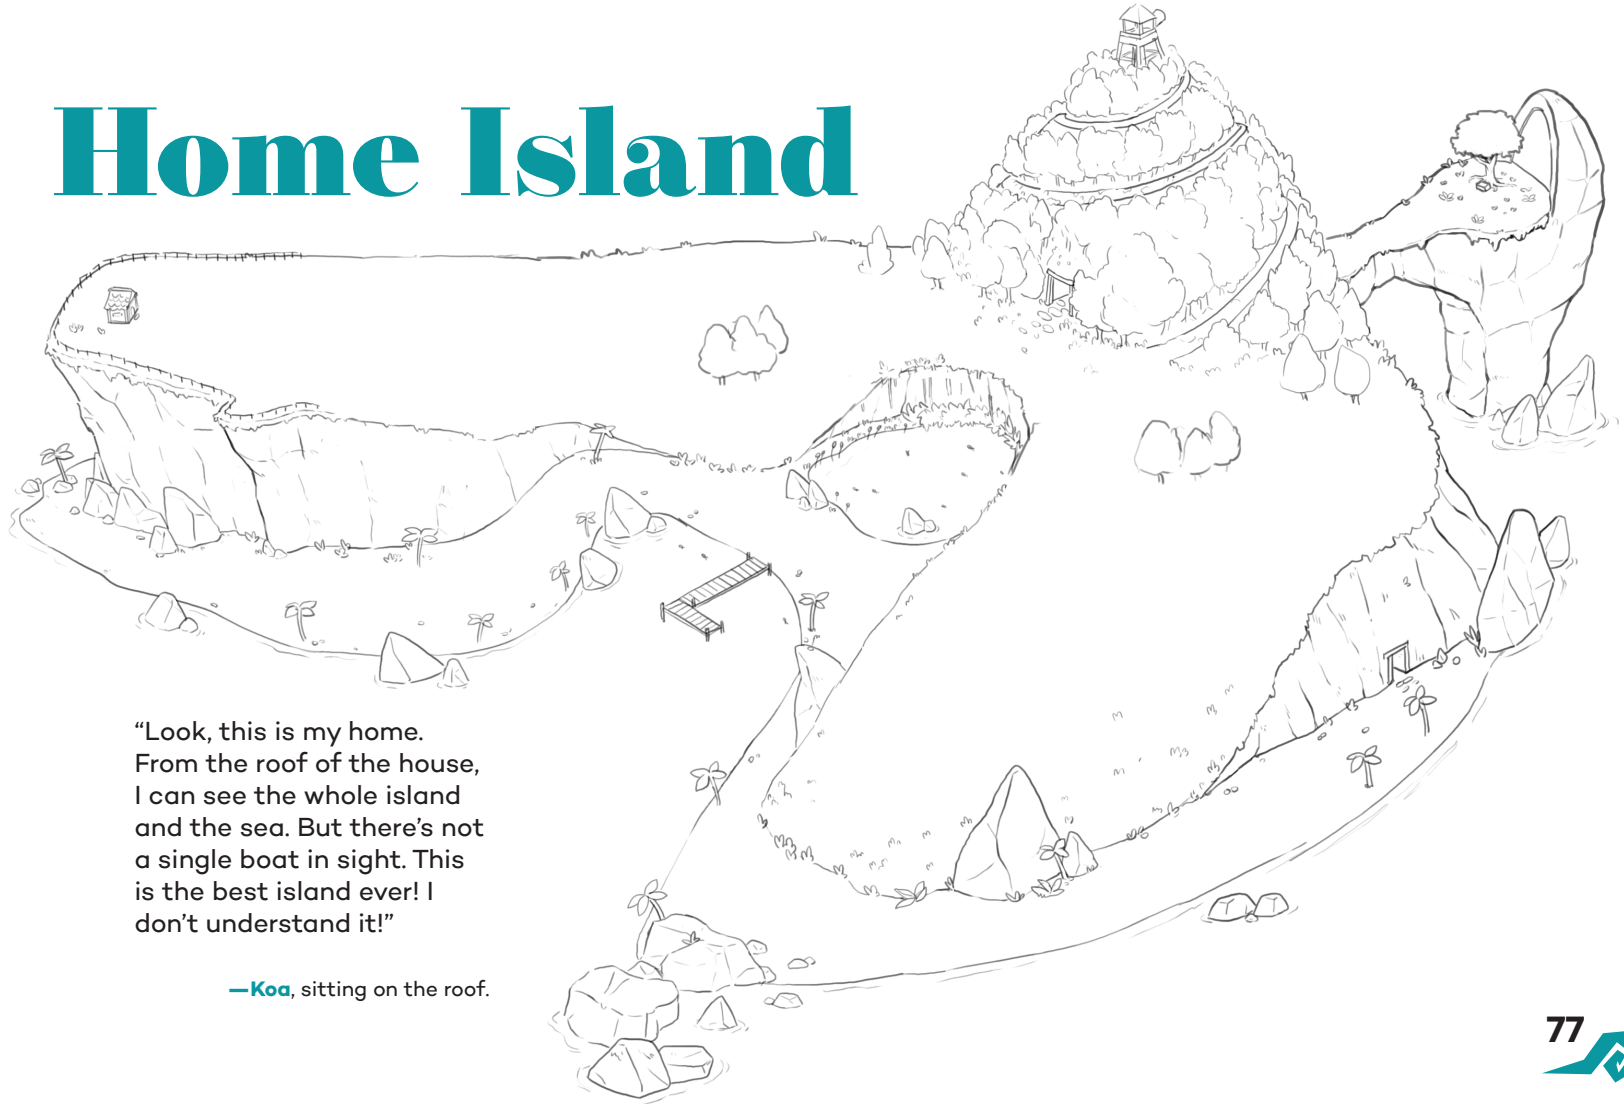 Home Island
“Look, this is my home.
From the roof of the house,
I can see the whole island
and the sea. But there’s not
a single boat in sight. This
is the best island ever! I
don’t understand it!”
—Koa, sitting on the roof.
77